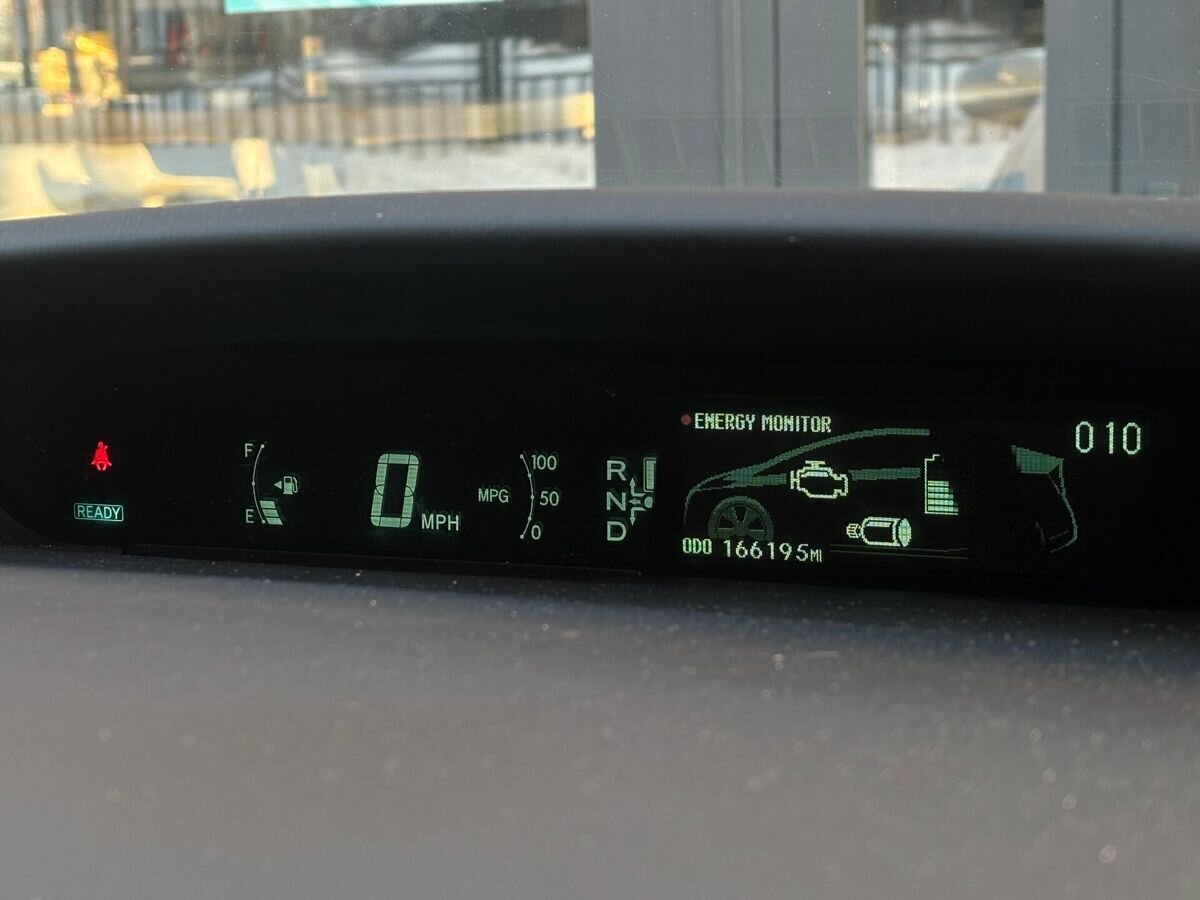 ENERGY MONITOR
010
F
E
READY
0 MPH
MPG
100
50
0
R
N
D
ODO 166195MI